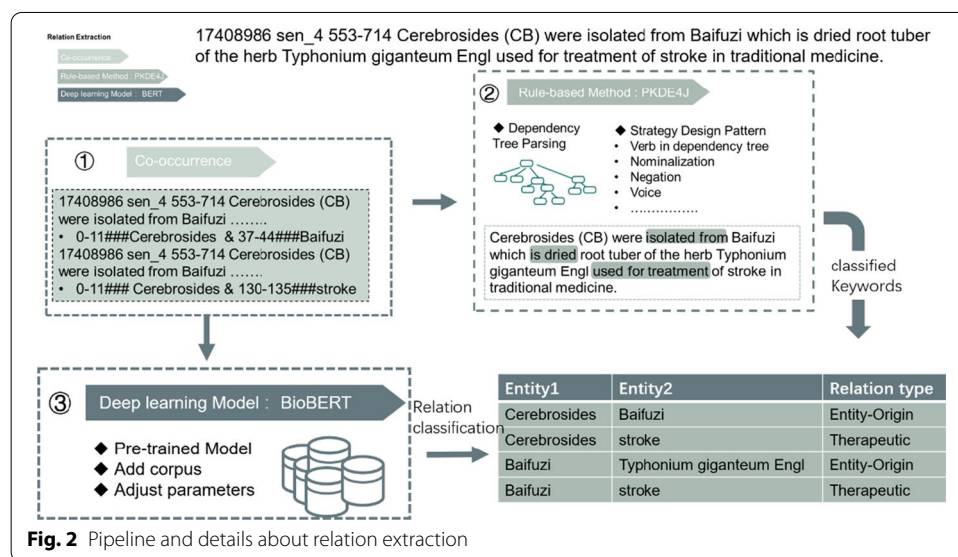 Relation Extraction
Co-occurrence
Rule-based Method : PKDE4J
Deep learning Model : BERT
17408986 sen_4 553-714 Cerebrosides (CB) were isolated from Baifuzi which is dried root tuber
of the herb Typhonium giganteum Engl used for treatment of stroke in traditional medicine.
① Co-occurrence
17408986 sen_4 553-714 Cerebrosides (CB)
were isolated from Baifuzi ........
• 0-11###Cerebrosides & 37-44###Baifuzi
17408986 sen_4 553-714 Cerebrosides (CB)
were isolated from Baifuzi .......
• 0-11### Cerebrosides & 130-135###stroke
② Rule-based Method : PKDE4J
◆ Dependency
Tree Parsing
◆ Strategy Design Pattern
• Verb in dependency tree
• Nominalization
• Negation
• Voice
• ................
Cerebrosides (CB) were isolated from Baifuzi
which is dried root tuber of the herb Typhonium
giganteum Engl used for treatment of stroke in
traditional medicine.
classified
Keywords
③ Deep learning Model : BioBERT
◆ Pre-trained Model
◆ Add corpus
◆ Adjust parameters
Relation
classification
Entity1 Entity2 Relation type
Cerebrosides Baifuzi Entity-Origin
Cerebrosides stroke Therapeutic
Baifuzi Typhonium giganteum Engl Entity-Origin
Baifuzi stroke Therapeutic
Fig. 2 Pipeline and details about relation extraction